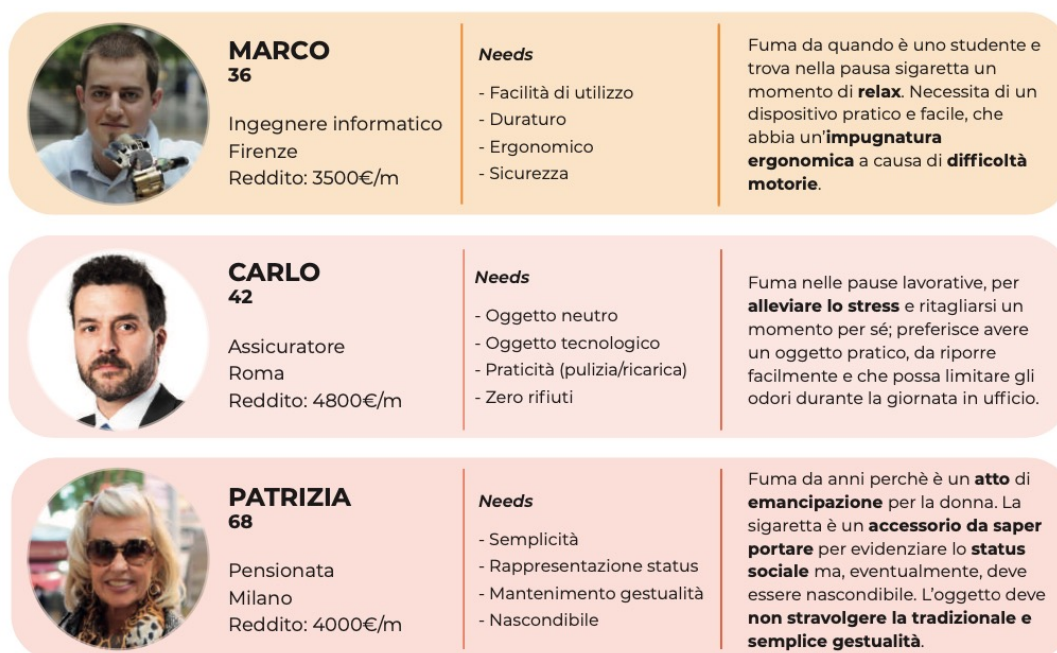 MARCO
36
Ingegnere informatico
Firenze
Reddito: 3500€/m
Needs
- Facilità di utilizzo
- Duraturo
- Ergonomico
- Sicurezza
Fuma da quando è uno studente e
trova nella pausa sigaretta un
momento di relax. Necessita di un
dispositivo pratico e facile, che
abbia un'impugnatura
ergonomica a causa di difficoltà
motorie.
CARLO
42
Assicuratore
Roma
Reddito: 4800€/m
Needs
- Oggetto neutro
- Oggetto tecnologico
- Praticità (pulizia/ricarica)
- Zero rifiuti
Fuma nelle pause lavorative, per
alleviare lo stress e ritagliarsi un
momento per sé; preferisce avere
un oggetto pratico, da riporre
facilmente e che possa limitare gli
odori durante la giornata in ufficio.
PATRIZIA
68
Pensionata
Milano
Reddito: 4000€/m
Needs
- Semplicità
- Rappresentazione status
- Mantenimento gestualità
- Nascondibile
Fuma da anni perchè è un atto di
emancipazione per la donna. La
sigaretta è un accessorio da saper
portare per evidenziare lo status
sociale ma, eventualmente, deve
essere nascondibile. L'oggetto deve
non stravolgere la tradizionale e
semplice gestualità.